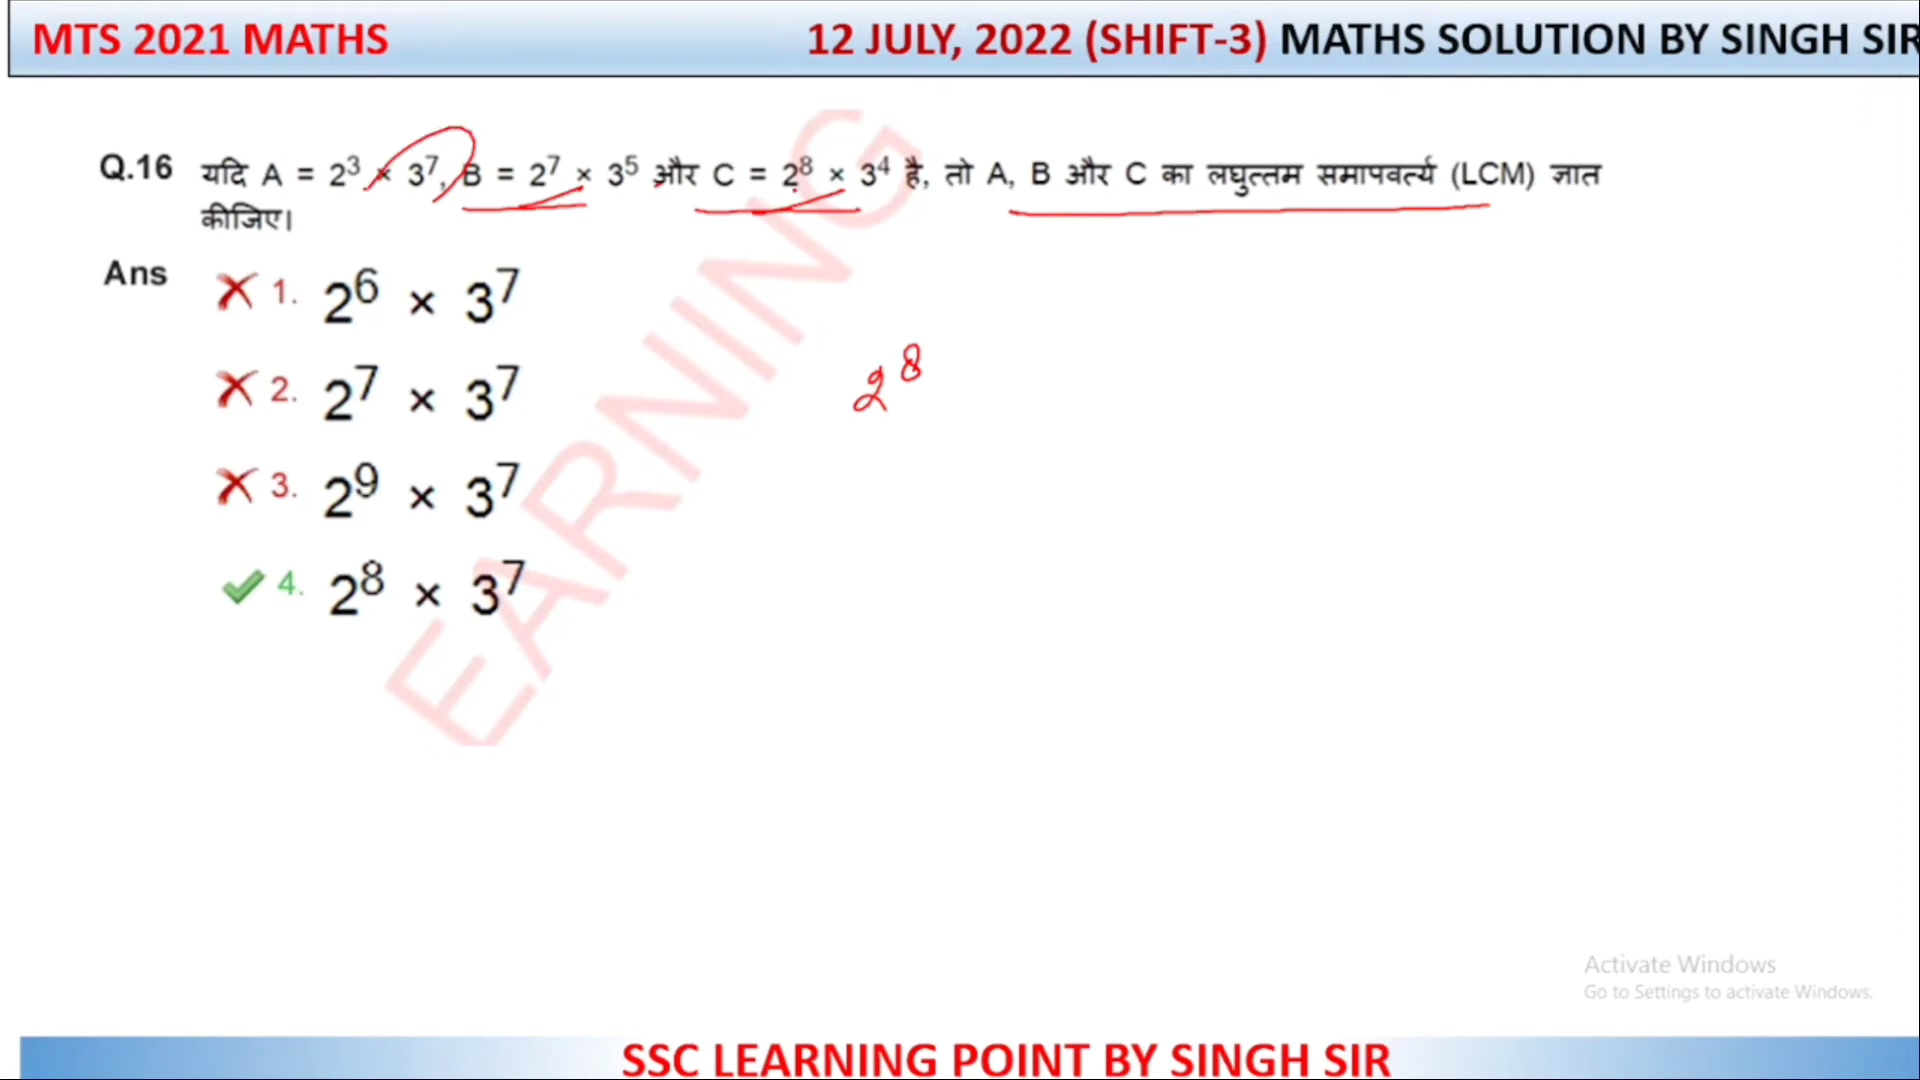 MTS 2021 MATHS 12 JULY, 2022 (SHIFT-3) MATHS SOLUTION BY SINGH SIR
Q.16 यदि A = 2³ × 3⁷, B = 2⁷ × 3⁵ और C = 2⁸ × 3⁴ है, तो A, B और C का लघुत्तम समापवर्त्य (LCM) ज्ञात
कीजिए।
Ans 1. 2⁶ × 3⁷
2. 2⁷ × 3⁷
3. 2⁹ × 3⁷
4. 2⁸ × 3⁷
2⁸
EARNING
Activate Windows
Go to Settings to activate Windows.
SSC LEARNING POINT BY SINGH SIR